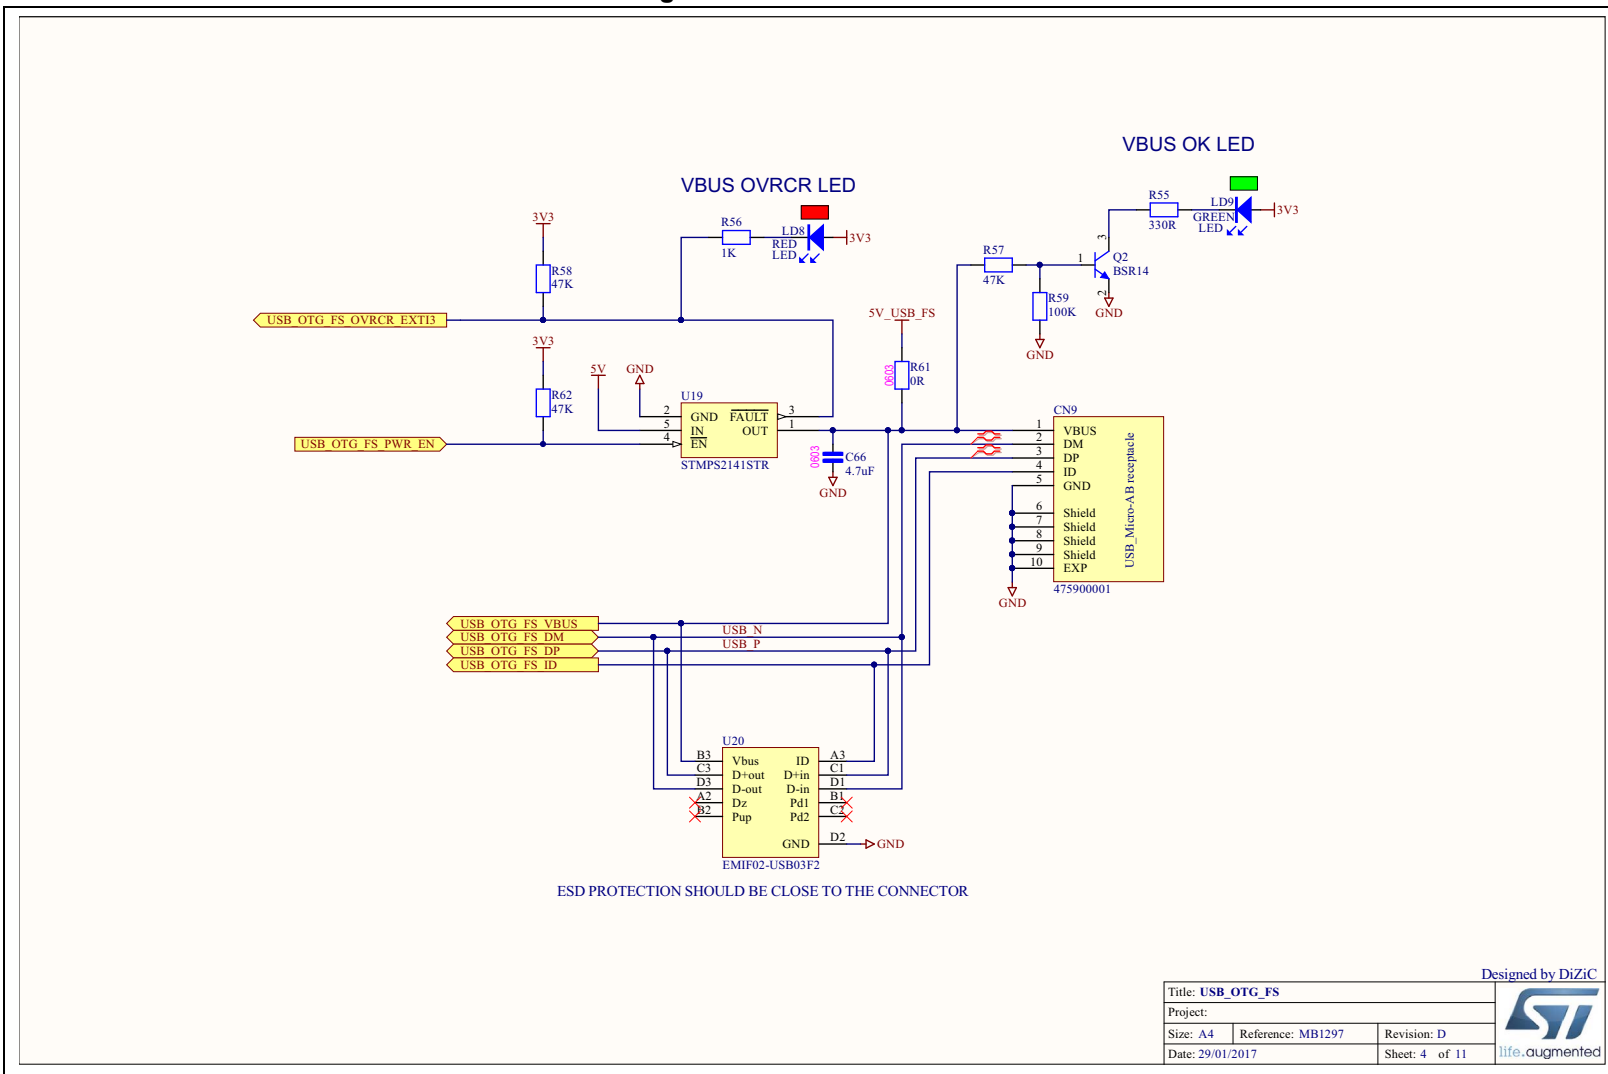 VBUS OK LED
VBUS OVRCR LED
R55
330R
LD9
GREEN
LED
3V3
3V3
R56
1K
LD8
RED
LED
3V3
3
1
2
Q2
BSR14
GND
R57
47K
R59
100K
GND
R58
47K
USB_OTG_FS_OVRCR_EXTI3
5V_USB_FS
3V3
R62
47K
5V
GND
0603
R61
0R
USB_OTG_FS_PWR_EN
U19
2 GND FAULT 3
5 IN OUT 1
4 EN
STMPS2141STR
0603
C66
4.7uF
GND
CN9
1 VBUS
2 DM
3 DP
4 ID
5 GND
6 Shield
7 Shield
8 Shield
9 Shield
10 EXP
USB_Micro-AB receptacle
475900001
GND
USB_OTG_FS_VBUS
USB_OTG_FS_DM
USB_OTG_FS_DP
USB_OTG_FS_ID
USB_N
USB_P
U20
B3 Vbus ID A3
C3 D+out D+in C1
D3 D-out D-in D1
A2 Dz Pd1 B1
B2 Pup Pd2 C2
GND D2 GND
EMIF02-USB03F2
ESD PROTECTION SHOULD BE CLOSE TO THE CONNECTOR
Designed by DiZiC
Title: USB_OTG_FS
Project:
Size: A4 Reference: MB1297 Revision: D
Date: 29/01/2017 Sheet: 4 of 11
ST
life.augmented